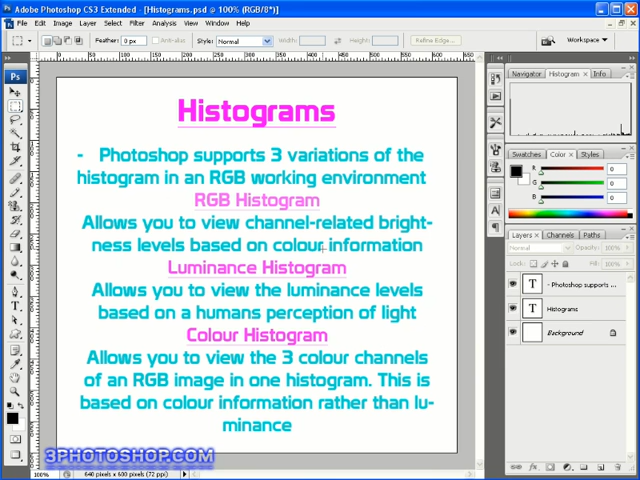 Adobe Photoshop CS3 Extended - [Histograms.psd @ 100% (RGB/8*)]
File Edit Image Layer Select Filter Analysis View Window Help
Feather: 0 px Anti-alias Style: Normal Width: Height: Refine Edge... Workspace
Ps
Navigator Histogram Info
Swatches Color Styles
R 0
G 0
B 0
Layers Channels Paths
Normal Opacity: 100%
Lock: Fill: 100%
T - Photoshop supports ...
T Histograms
Background
Histograms
- Photoshop supports 3 variations of the
histogram in an RGB working environment
RGB Histogram
Allows you to view channel-related bright-
ness levels based on colour information
Luminance Histogram
Allows you to view the luminance levels
based on a humans perception of light
Colour Histogram
Allows you to view the 3 colour channels
of an RGB image in one histogram. This is
based on colour information rather than lu-
minance
3PHOTOSHOP.COM
100% 640 pixels x 600 pixels (72 ppi)